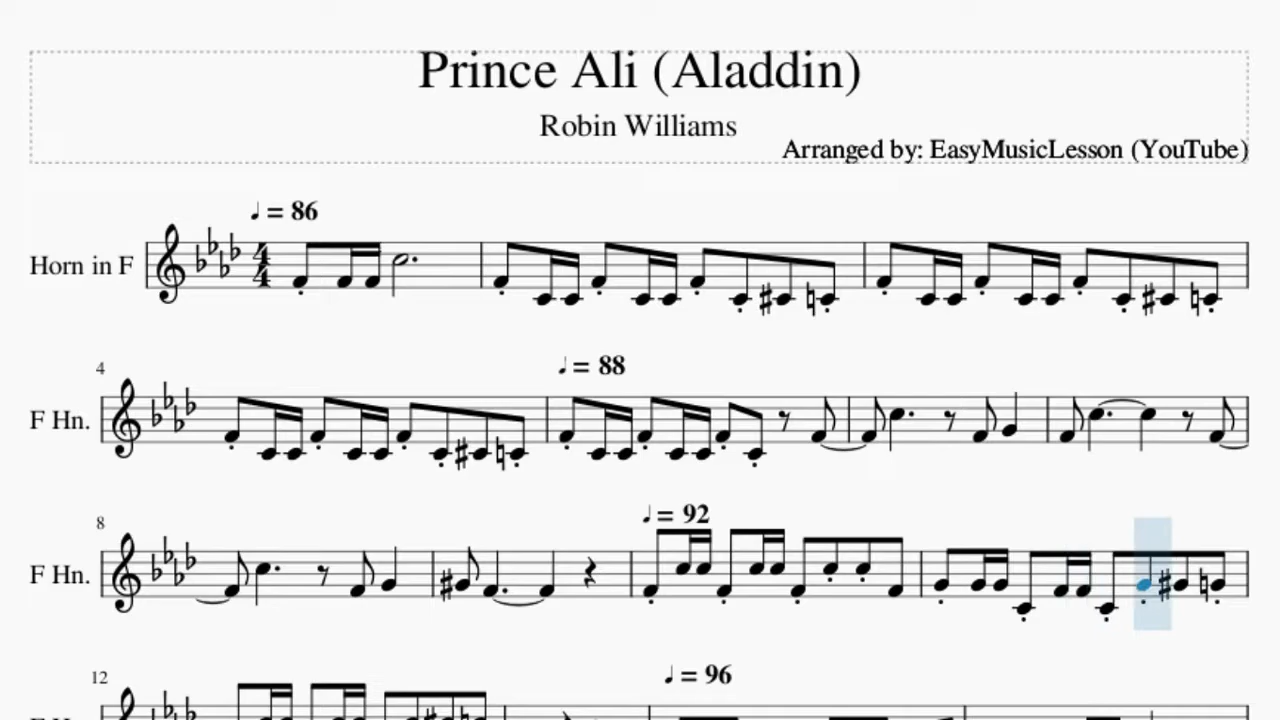 Prince Ali (Aladdin)
Robin Williams
Arranged by: EasyMusicLesson (YouTube)
♩ = 86
Horn in F
4
4
4
♩ = 88
F Hn.
8
♩ = 92
F Hn.
12
♩ = 96